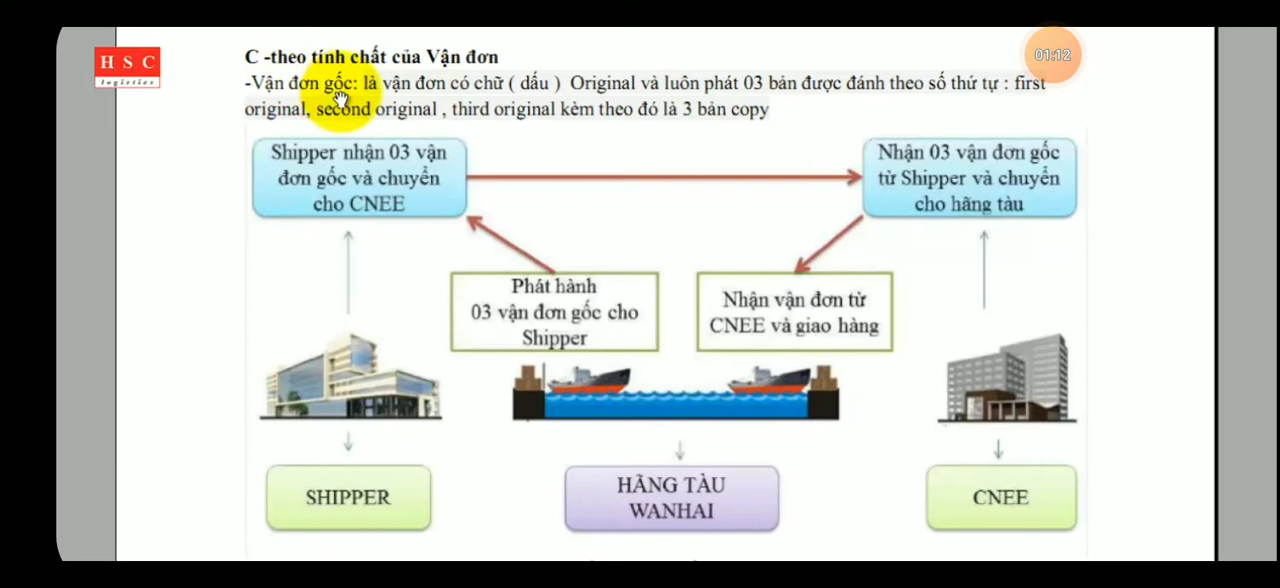 01:12
H S C
logistics
C -theo tính chất của Vận đơn
-Vận đơn gốc: là vận đơn có chữ ( dấu ) Original và luôn phát 03 bản được đánh theo số thứ tự : first
original, second original , third original kèm theo đó là 3 bản copy
Shipper nhận 03 vận
đơn gốc và chuyển
cho CNEE
Nhận 03 vận đơn gốc
từ Shipper và chuyển
cho hãng tàu
Phát hành
03 vận đơn gốc cho
Shipper
Nhận vận đơn từ
CNEE và giao hàng
SHIPPER
HÃNG TÀU
WANHAI
CNEE